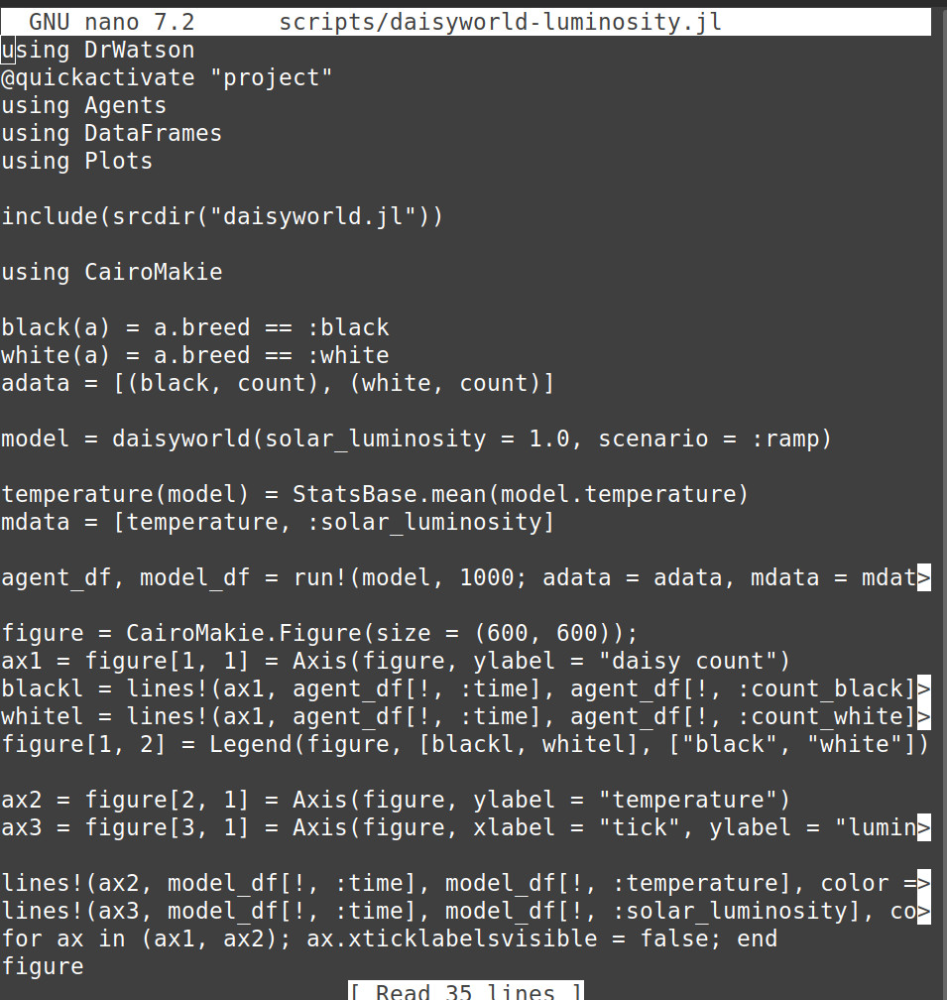 GNU nano 7.2      scripts/daisyworld-luminosity.jl
using DrWatson
@quickactivate "project"
using Agents
using DataFrames
using Plots

include(srcdir("daisyworld.jl"))

using CairoMakie

black(a) = a.breed == :black
white(a) = a.breed == :white
adata = [(black, count), (white, count)]

model = daisyworld(solar_luminosity = 1.0, scenario = :ramp)

temperature(model) = StatsBase.mean(model.temperature)
mdata = [temperature, :solar_luminosity]

agent_df, model_df = run!(model, 1000; adata = adata, mdata = mdat>

figure = CairoMakie.Figure(size = (600, 600));
ax1 = figure[1, 1] = Axis(figure, ylabel = "daisy count")
blackl = lines!(ax1, agent_df[!, :time], agent_df[!, :count_black]>
whitel = lines!(ax1, agent_df[!, :time], agent_df[!, :count_white]>
figure[1, 2] = Legend(figure, [blackl, whitel], ["black", "white"])

ax2 = figure[2, 1] = Axis(figure, ylabel = "temperature")
ax3 = figure[3, 1] = Axis(figure, xlabel = "tick", ylabel = "lumin>

lines!(ax2, model_df[!, :time], model_df[!, :temperature], color =>
lines!(ax3, model_df[!, :time], model_df[!, :solar_luminosity], co>
for ax in (ax1, ax2); ax.xticklabelsvisible = false; end
figure
[ Read 35 lines ]